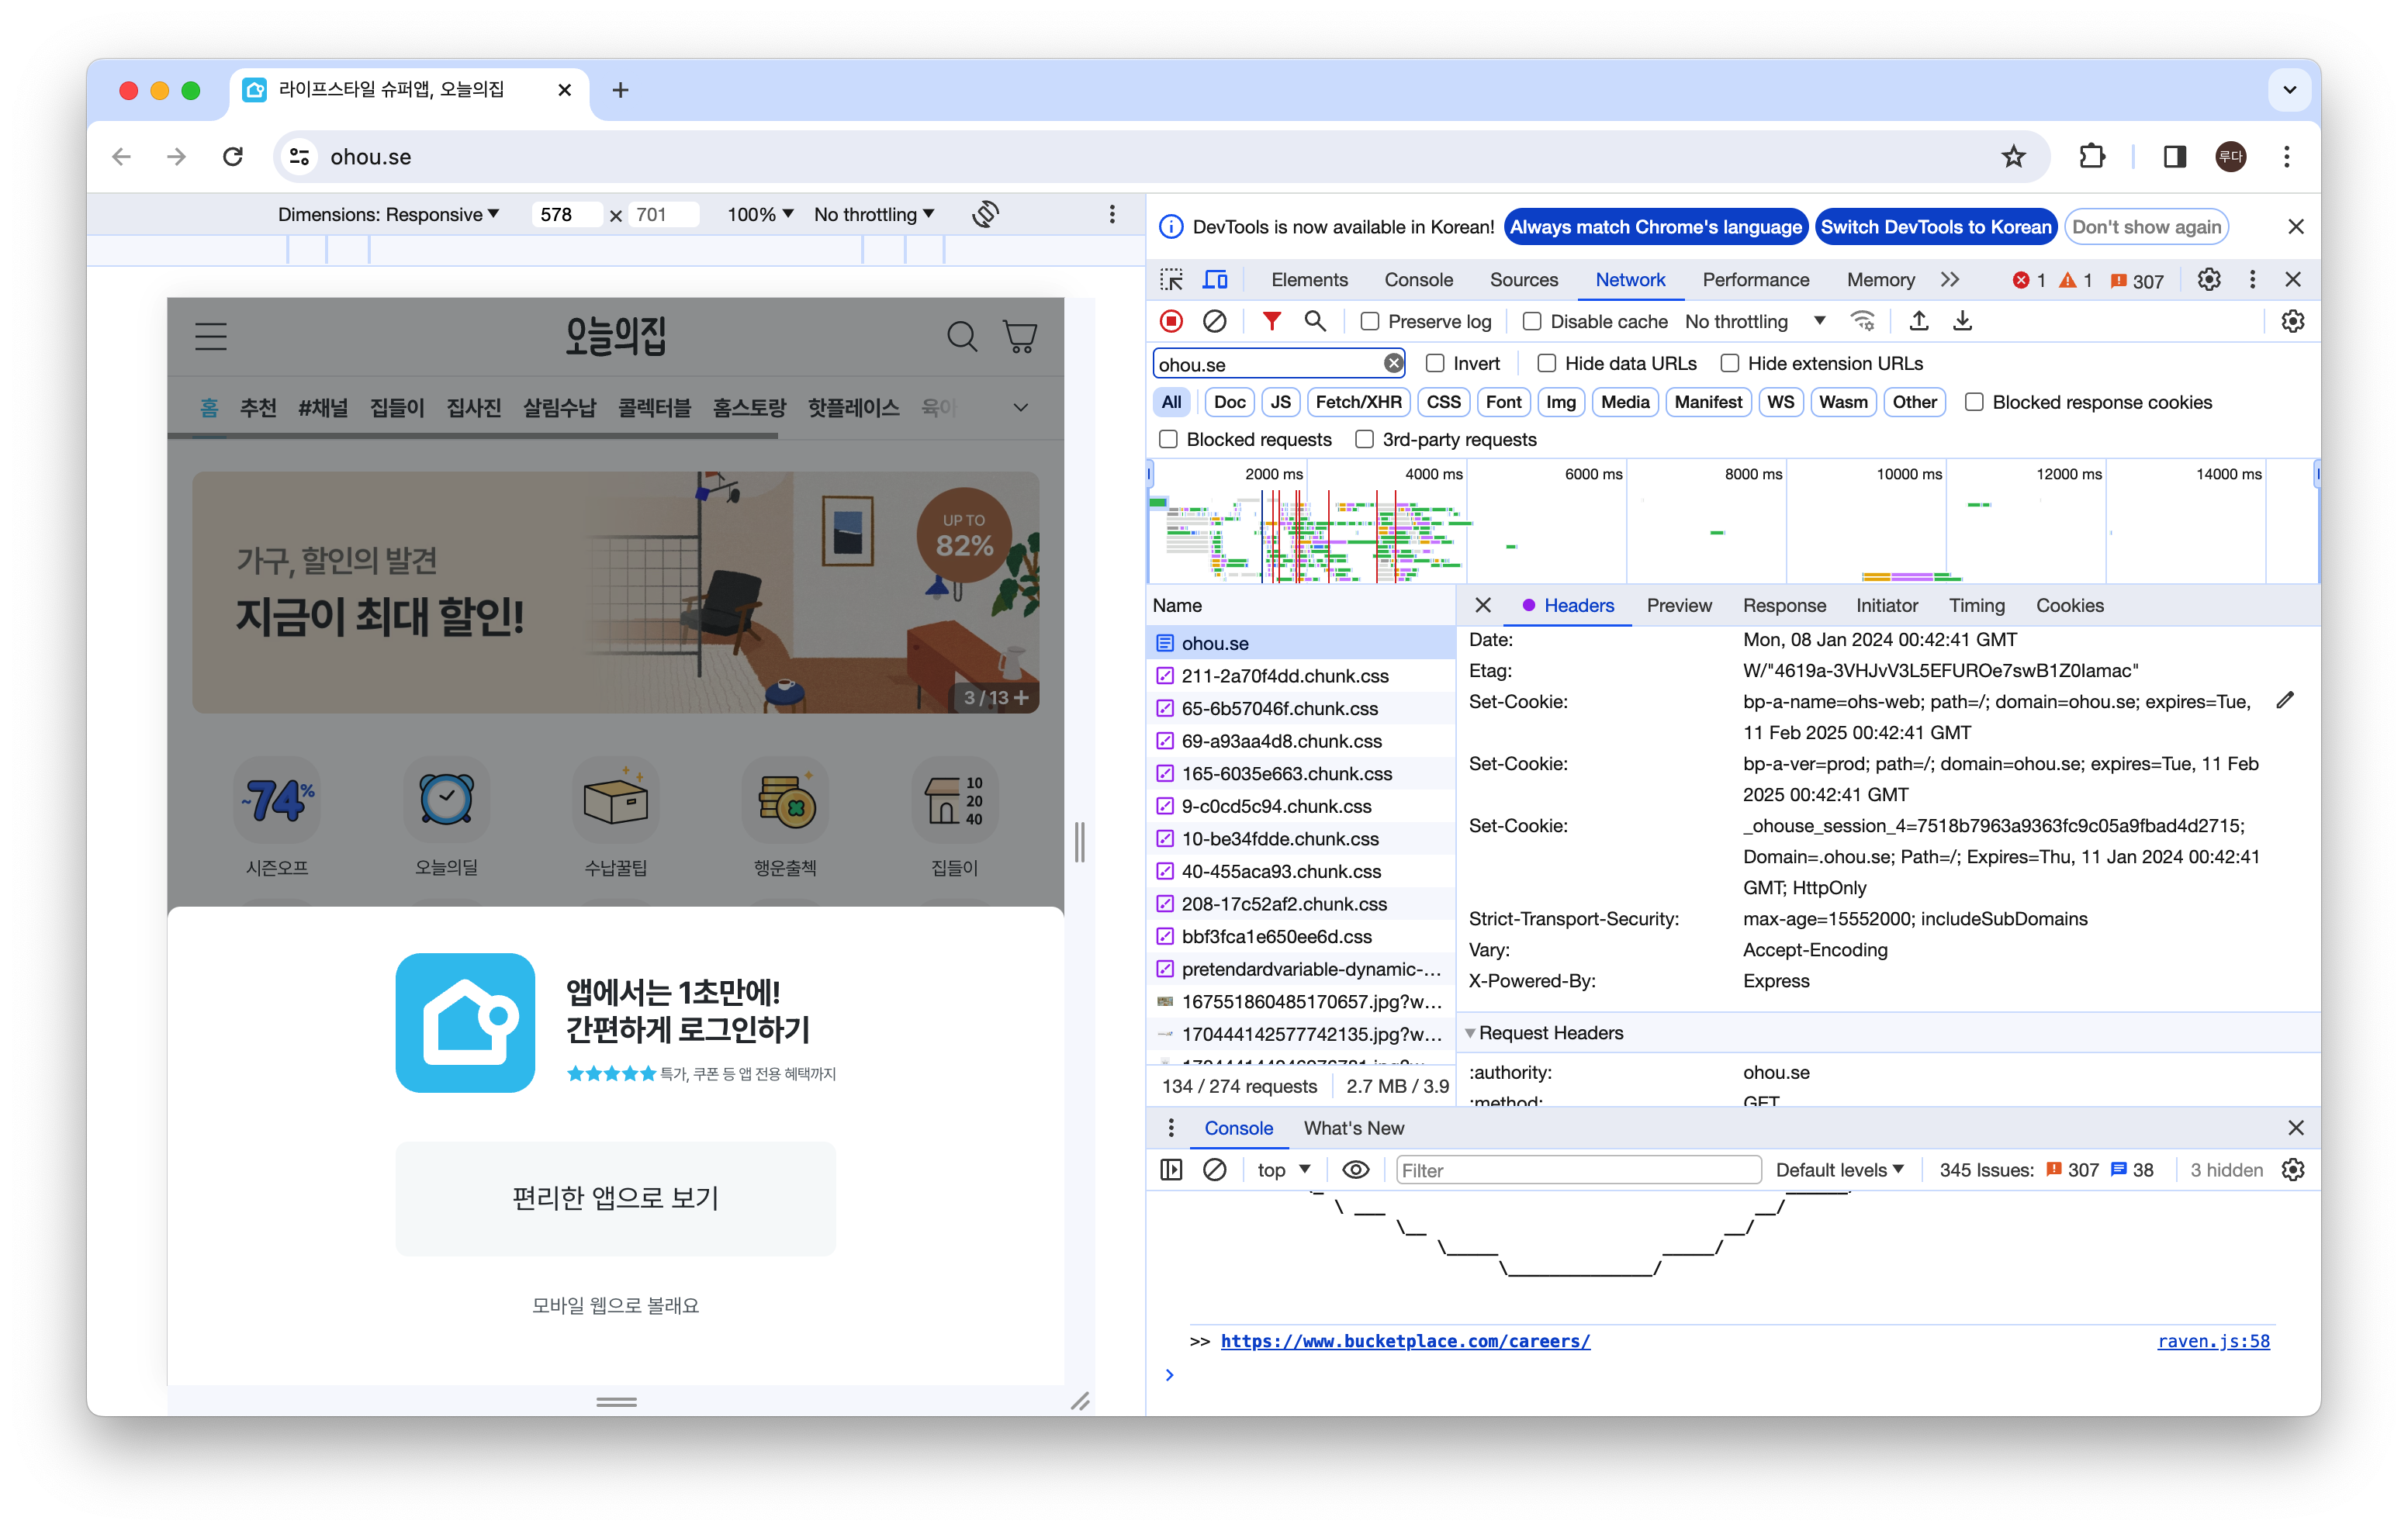 라이프스타일 슈퍼앱, 오늘의집
ohou.se
루다
Dimensions: Responsive 578 × 701 100% No throttling
오늘의집
홈 추천 #채널 집들이 집사진 살림수납 콜렉터블 홈스토랑 핫플레이스 육아
가구, 할인의 발견
지금이 최대 할인!
UP TO
82%
3 / 13 +
~74%
10
20
40
시즌오프 오늘의딜 수납꿀팁 행운출첵 집들이
앱에서는 1초만에!
간편하게 로그인하기
특가, 쿠폰 등 앱 전용 혜택까지
편리한 앱으로 보기
모바일 웹으로 볼래요
DevTools is now available in Korean! Always match Chrome's language Switch DevTools to Korean Don't show again
Elements Console Sources Network Performance Memory 1 1 307
Preserve log Disable cache No throttling
ohou.se Invert Hide data URLs Hide extension URLs
All Doc JS Fetch/XHR CSS Font Img Media Manifest WS Wasm Other Blocked response cookies
Blocked requests 3rd-party requests
2000 ms 4000 ms 6000 ms 8000 ms 10000 ms 12000 ms 14000 ms
Name
ohou.se
211-2a70f4dd.chunk.css
65-6b57046f.chunk.css
69-a93aa4d8.chunk.css
165-6035e663.chunk.css
9-c0cd5c94.chunk.css
10-be34fdde.chunk.css
40-455aca93.chunk.css
208-17c52af2.chunk.css
bbf3fca1e650ee6d.css
pretendardvariable-dynamic-...
167551860485170657.jpg?w...
170444142577742135.jpg?w...
134 / 274 requests 2.7 MB / 3.9
Headers Preview Response Initiator Timing Cookies
Date: Mon, 08 Jan 2024 00:42:41 GMT
Etag: W/"4619a-3VHJvV3L5EFUROe7swB1Z0Iamac"
Set-Cookie: bp-a-name=ohs-web; path=/; domain=ohou.se; expires=Tue,
11 Feb 2025 00:42:41 GMT
Set-Cookie: bp-a-ver=prod; path=/; domain=ohou.se; expires=Tue, 11 Feb
2025 00:42:41 GMT
Set-Cookie: _ohouse_session_4=7518b7963a9363fc9c05a9fbad4d2715;
Domain=.ohou.se; Path=/; Expires=Thu, 11 Jan 2024 00:42:41
GMT; HttpOnly
Strict-Transport-Security: max-age=15552000; includeSubDomains
Vary: Accept-Encoding
X-Powered-By: Express
Request Headers
:authority: ohou.se
:method: GET
Console What's New
top Filter Default levels 345 Issues: 307 38 3 hidden
>> https://www.bucketplace.com/careers/ raven.js:58